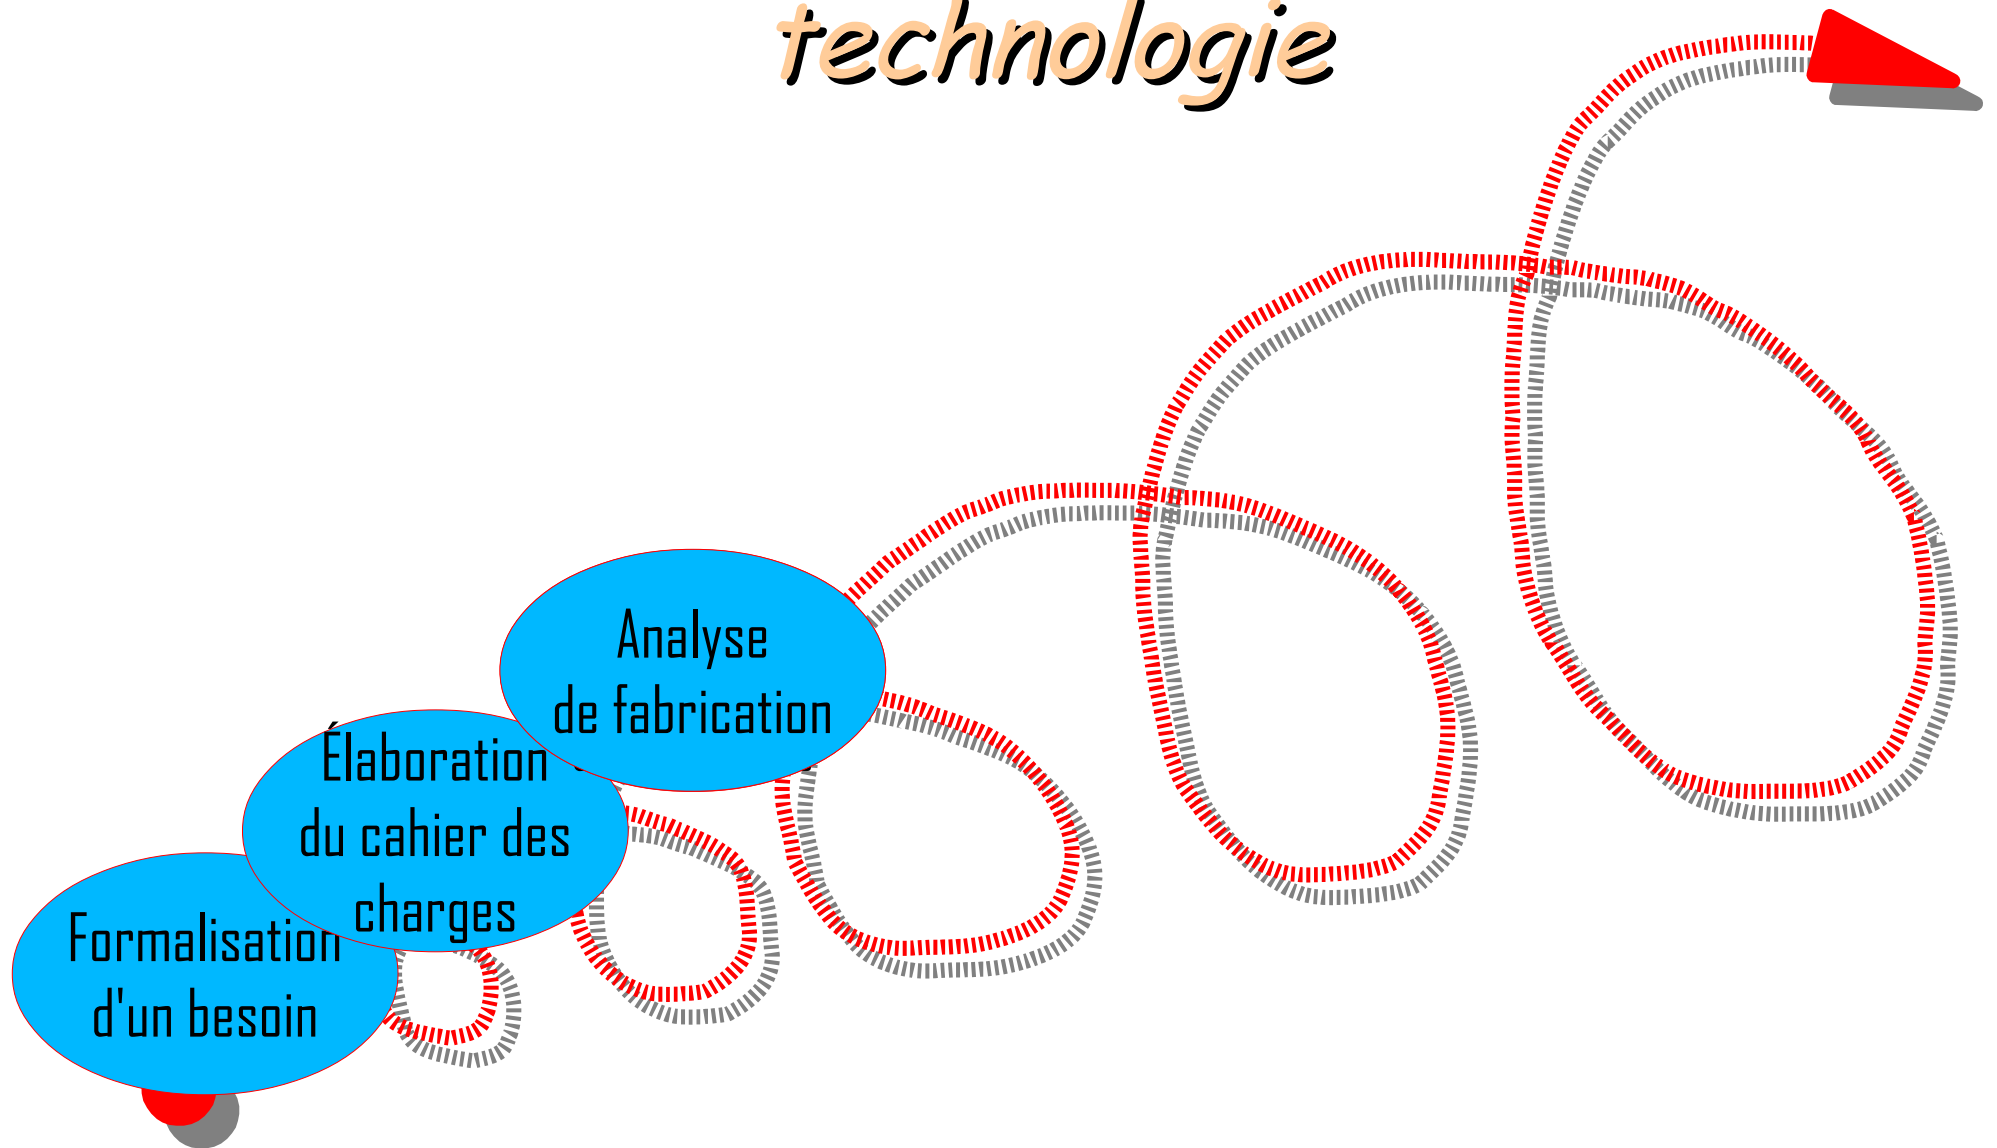 technologie
Analyse
de fabrication
Élaboration
du cahier des
charges
Formalisation
d'un besoin